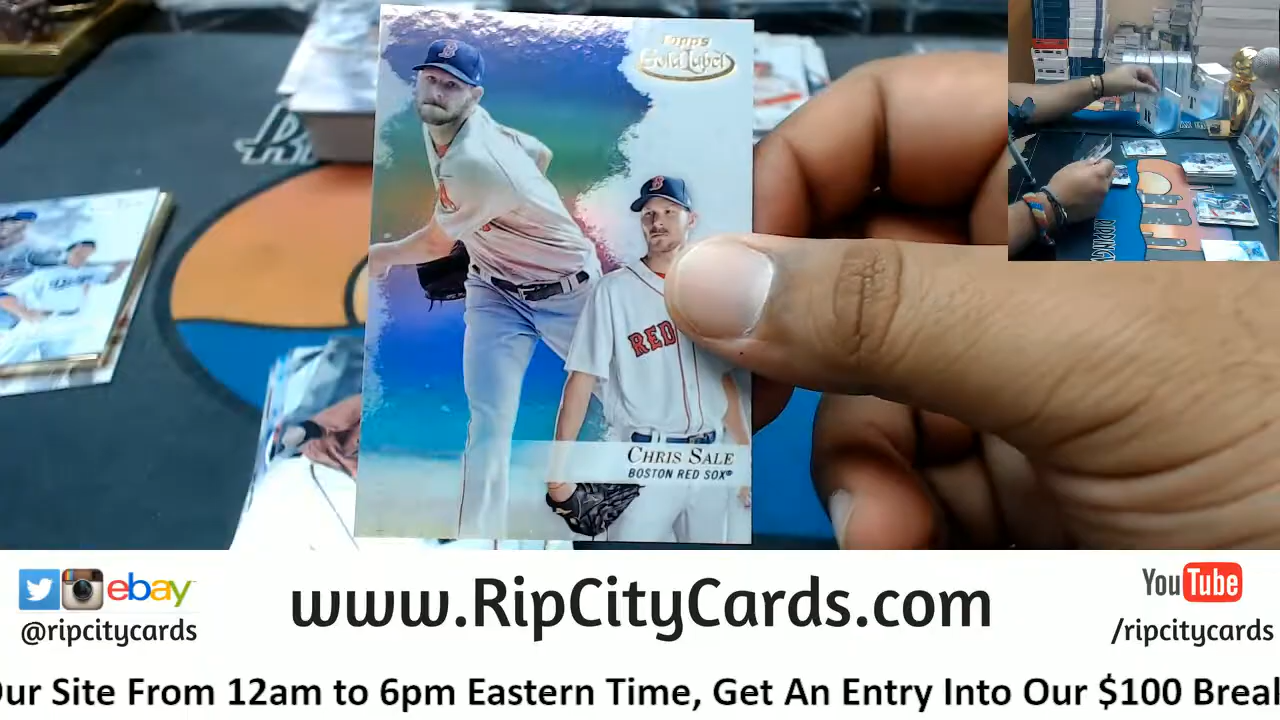 Topps
Gold Label
B
B
RED
CHRIS SALE
BOSTON RED SOX®
ebay
@ripcitycards
www.RipCityCards.com
You Tube
/ripcitycards
Our Site From 12am to 6pm Eastern Time, Get An Entry Into Our $100 Break